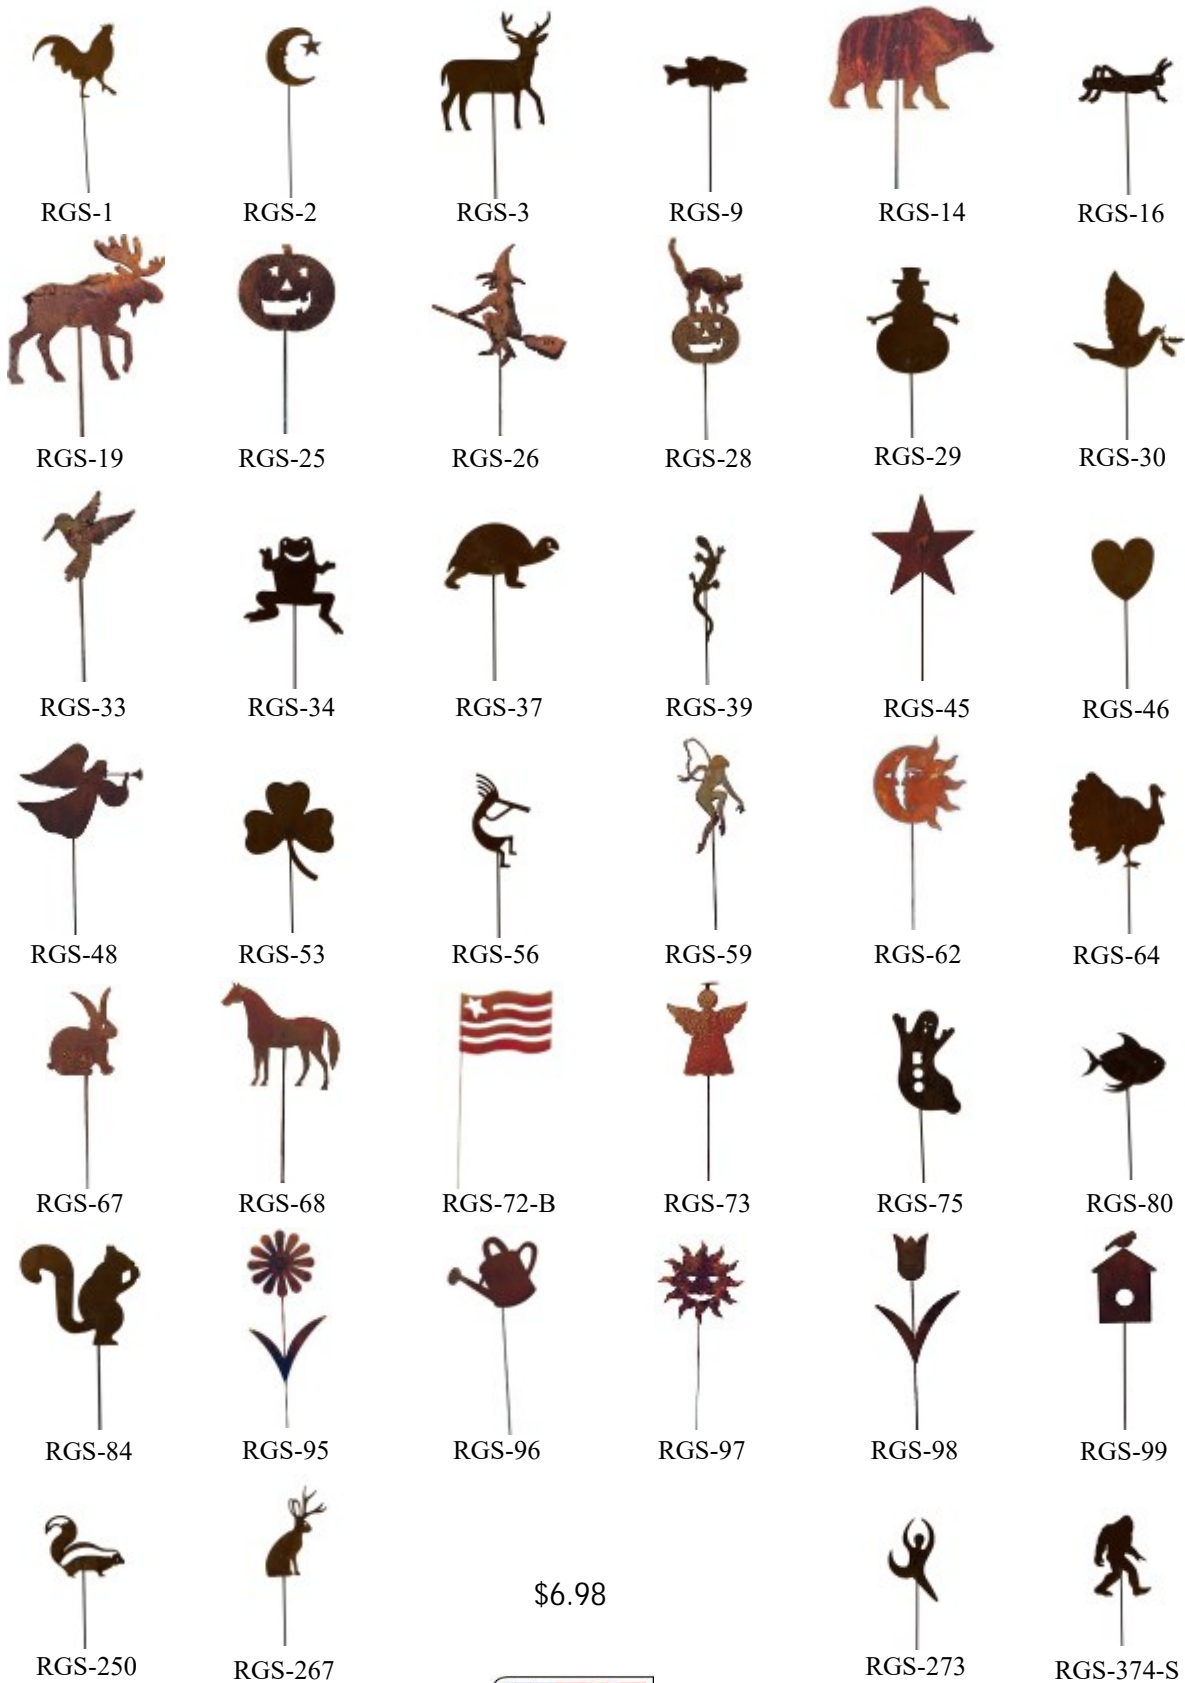 RGS-1 RGS-2 RGS-3 RGS-9 RGS-14 RGS-16
RGS-19 RGS-25 RGS-26 RGS-28 RGS-29 RGS-30
RGS-33 RGS-34 RGS-37 RGS-39 RGS-45 RGS-46
RGS-48 RGS-53 RGS-56 RGS-59 RGS-62 RGS-64
RGS-67 RGS-68 RGS-72-B RGS-73 RGS-75 RGS-80
RGS-84 RGS-95 RGS-96 RGS-97 RGS-98 RGS-99
$6.98
RGS-250 RGS-267 RGS-273 RGS-374-S